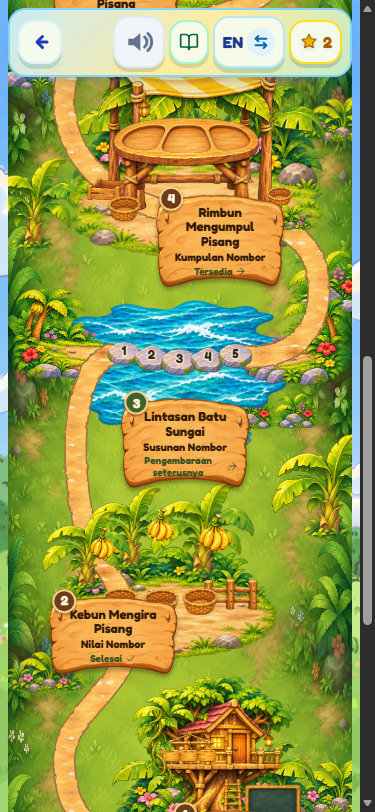 Pisang
EN
2
4
Rimbun
Mengumpul
Pisang
Kumpulan Nombor
Tersedia →
1 2 3 4 5
3
Lintasan Batu
Sungai
Susunan Nombor
Pengembaraan
seterusnya →
2
Kebun Mengira
Pisang
Nilai Nombor
Selesai ✓